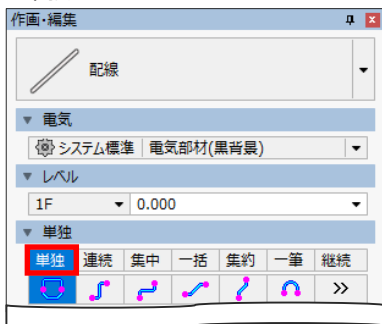 作画・編集
配線
電気
システム標準 電気部材(黒背景)
レベル
1F 0.000
単独
単独 連続 集中 一括 集約 一筆 継続